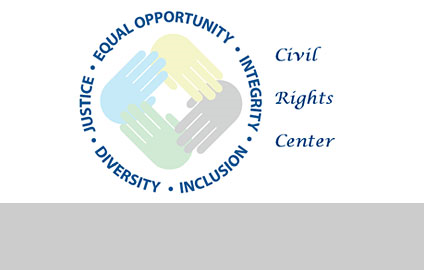 • EQUAL OPPORTUNITY • INTEGRITY • INCLUSION • DIVERSITY • JUSTICE
Civil
Rights
Center